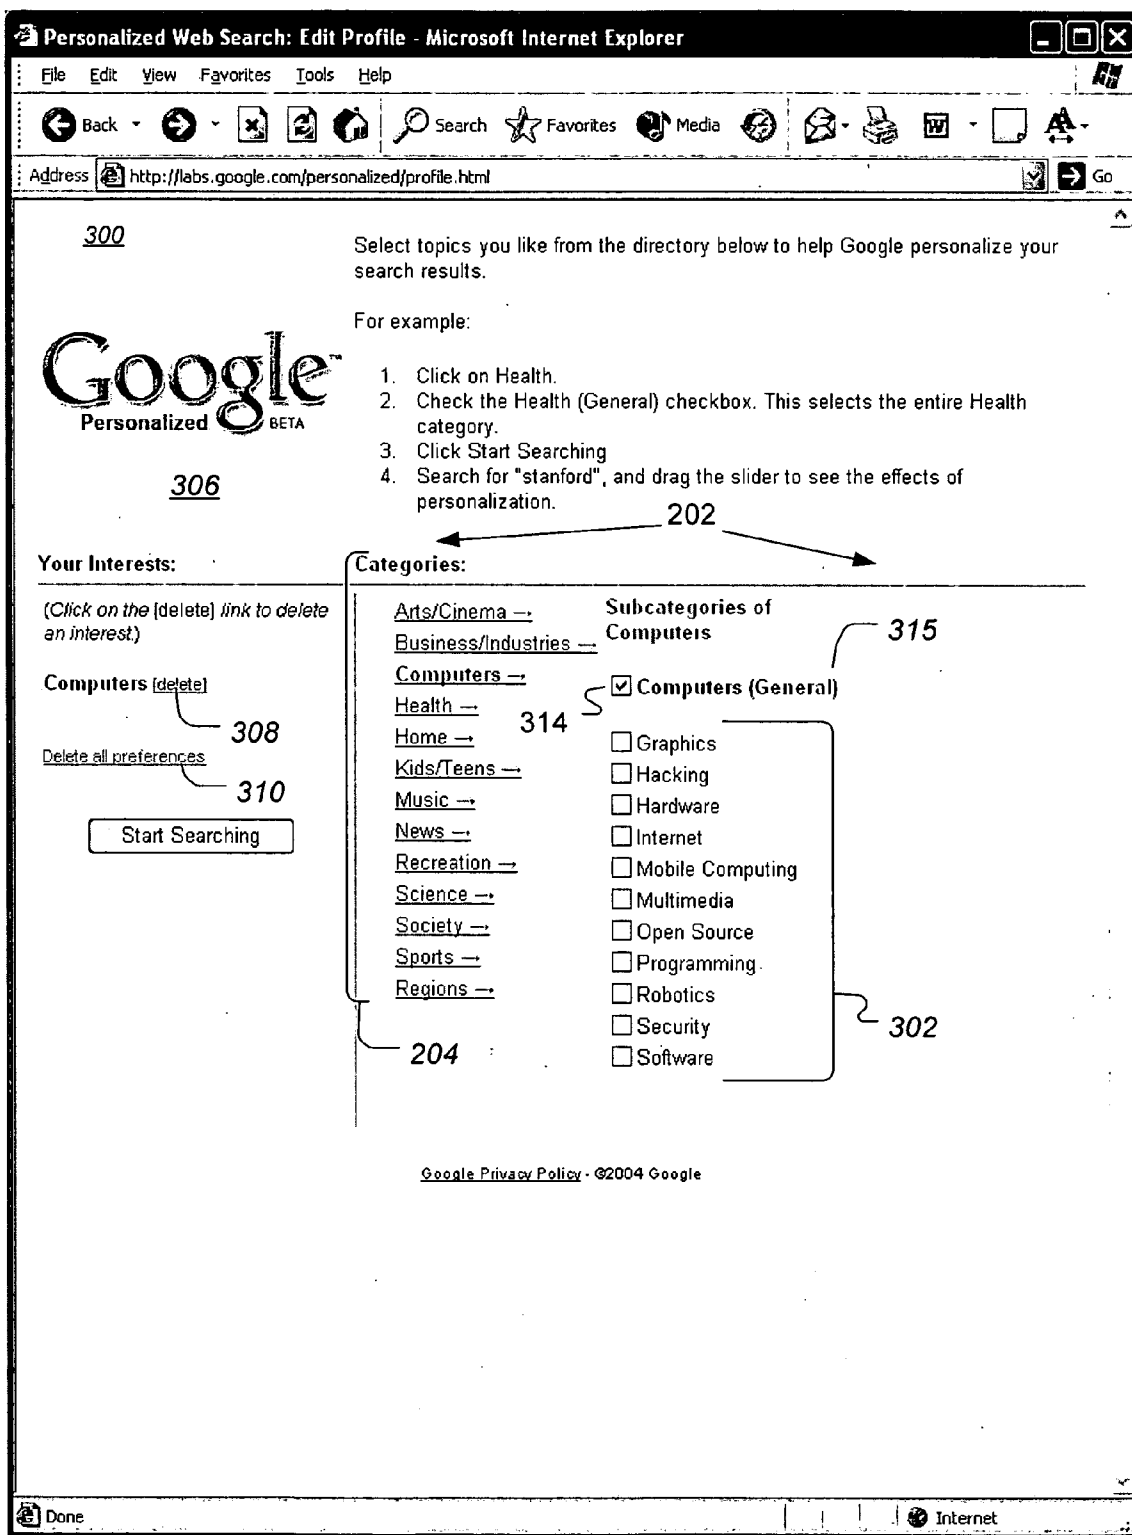 Personalized Web Search: Edit Profile - Microsoft Internet Explorer
File Edit View Favorites Tools Help
Back Search Favorites Media
Address http://labs.google.com/personalized/profile.html Go
300
Select topics you like from the directory below to help Google personalize your
search results.
For example:
Google™
Personalized BETA
1. Click on Health.
2. Check the Health (General) checkbox. This selects the entire Health
category.
3. Click Start Searching
4. Search for "stanford", and drag the slider to see the effects of
personalization.
306
202
Your Interests:
(Click on the [delete] link to delete
an interest.)
Computers [delete]
308
Delete all preferences
310
Start Searching
Categories:
Arts/Cinema →
Business/Industries →
Computers →
Health →
Home →
Kids/Teens →
Music →
News →
Recreation →
Science →
Society →
Sports →
Regions →
204
Subcategories of
Computers
315
Computers (General)
314
Graphics
Hacking
Hardware
Internet
Mobile Computing
Multimedia
Open Source
Programming
Robotics
Security
Software
302
Google Privacy Policy - ©2004 Google
Done Internet